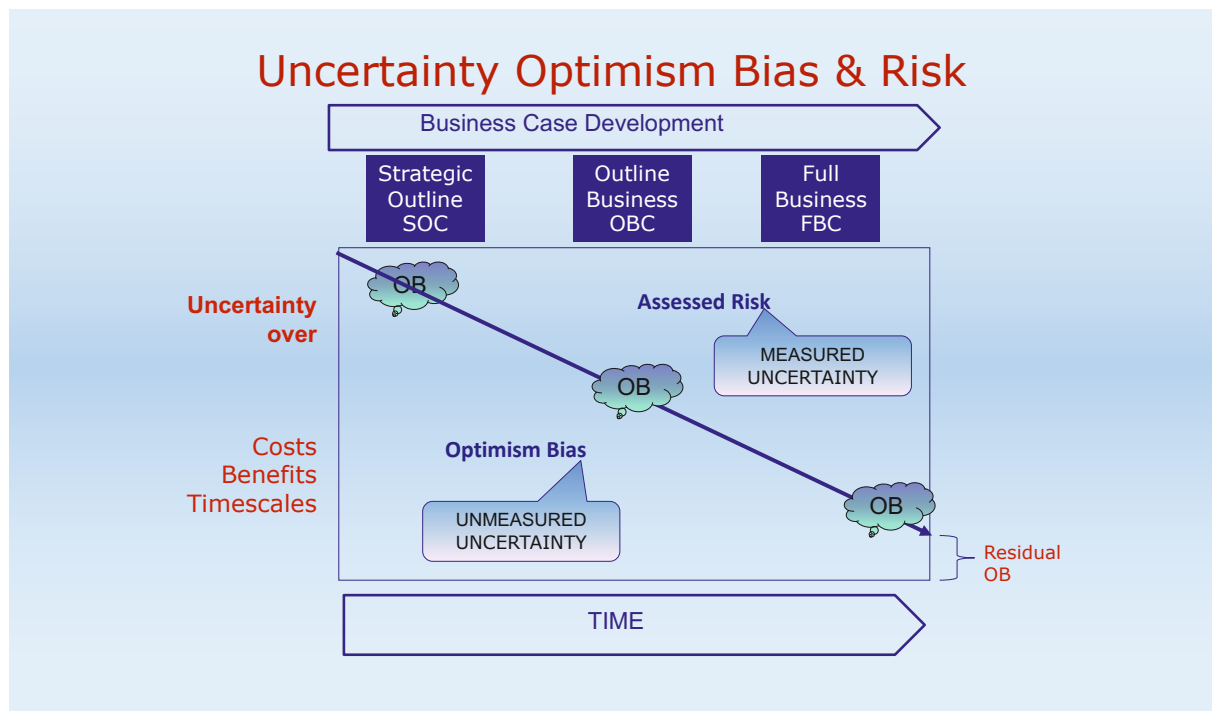 Uncertainty Optimism Bias & Risk
Business Case Development
Strategic
Outline
SOC
Outline
Business
OBC
Full
Business
FBC
OB
Uncertainty
over
Assessed Risk
MEASURED
UNCERTAINTY
OB
Costs
Benefits
Timescales
Optimism Bias
UNMEASURED
UNCERTAINTY
OB
Residual
OB
TIME